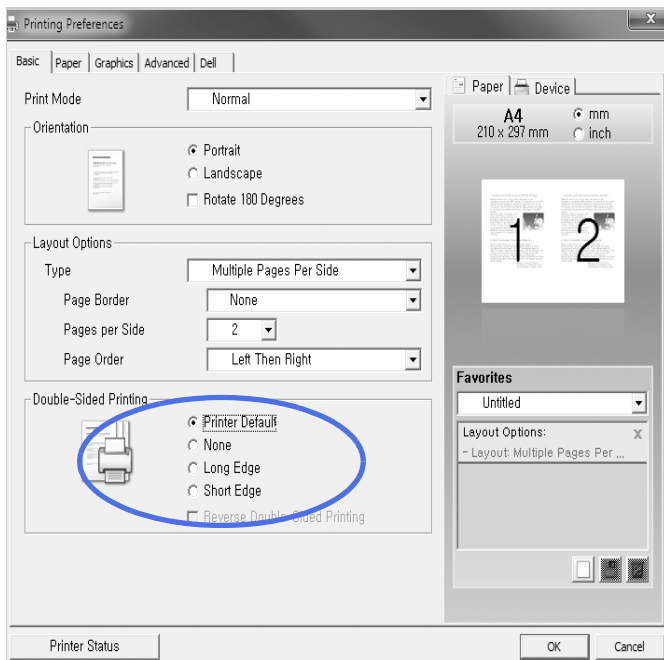 Printing Preferences
Basic Paper Graphics Advanced Dell
Print Mode Normal
Orientation
Portrait
Landscape
Rotate 180 Degrees
Layout Options
Type Multiple Pages Per Side
Page Border None
Pages per Side 2
Page Order Left Then Right
Double-Sided Printing
Printer Default
None
Long Edge
Short Edge
Reverse Double-Sided Printing
Paper Device
A4 mm
210 x 297 mm inch
1 2
Favorites
Untitled
Layout Options: x
- Layout: Multiple Pages Per ...
Printer Status OK Cancel